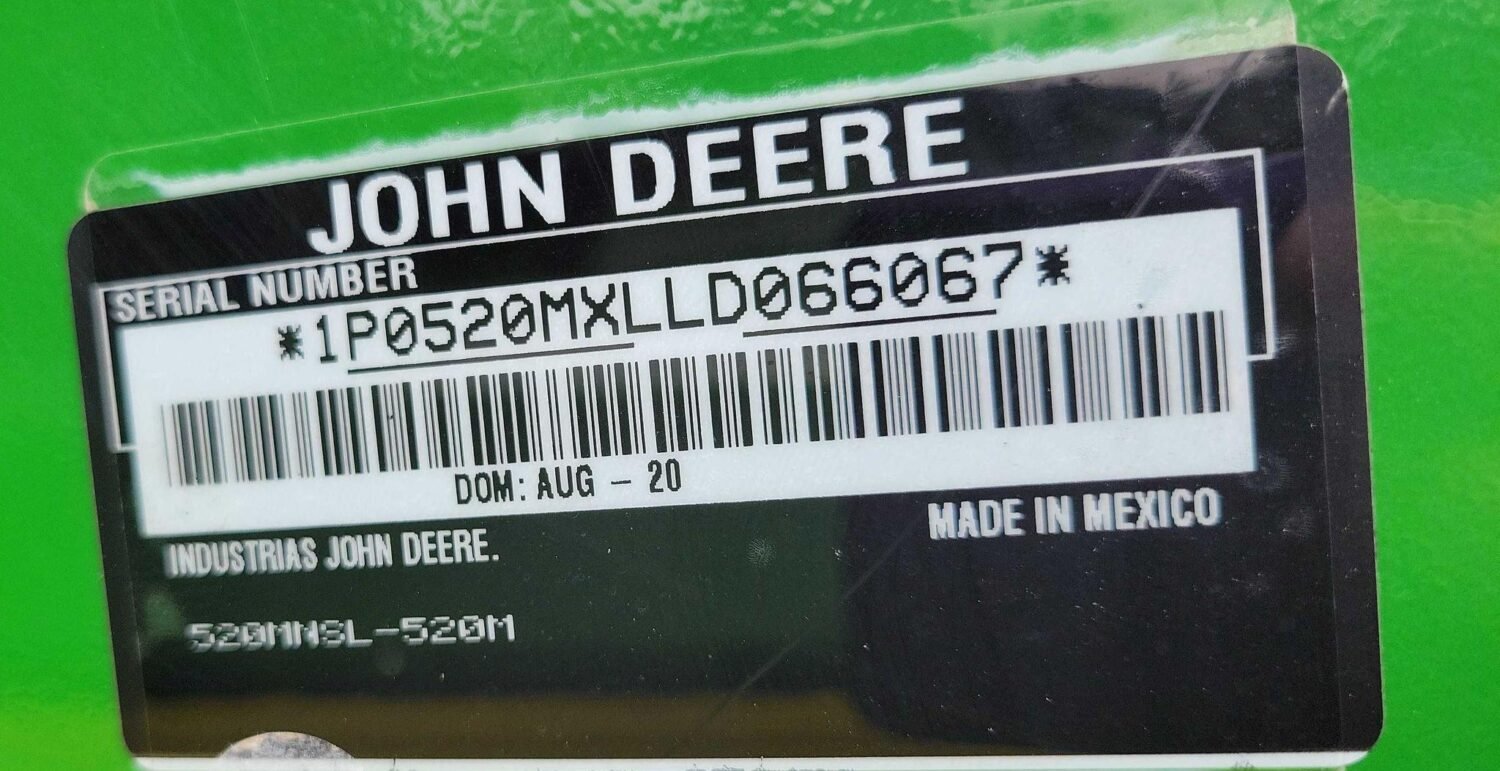 JOHN DEERE
SERIAL NUMBER
*1P0520MXLLD066067*
DOM: AUG - 20
INDUSTRIAS JOHN DEERE.
MADE IN MEXICO
520MNSL-520M